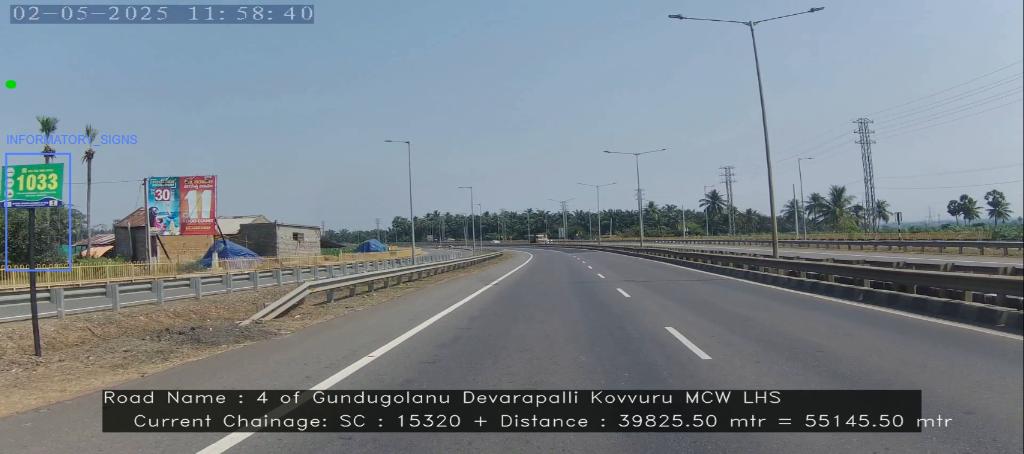 02-05-2025 11:58:40
INFORMATORY_SIGNS
1033
30
11
Road Name : 4 of Gundugolanu Devarapalli Kovvuru MCW LHS
Current Chainage: SC : 15320 + Distance : 39825.50 mtr = 55145.50 mtr